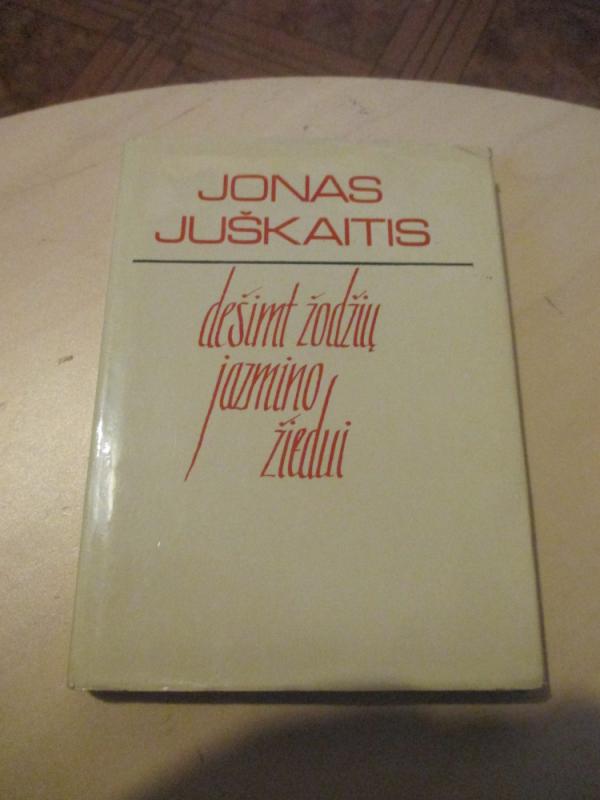 JONAS
JUŠKAITIS
dešimt žodžių
jazmino
žiedui